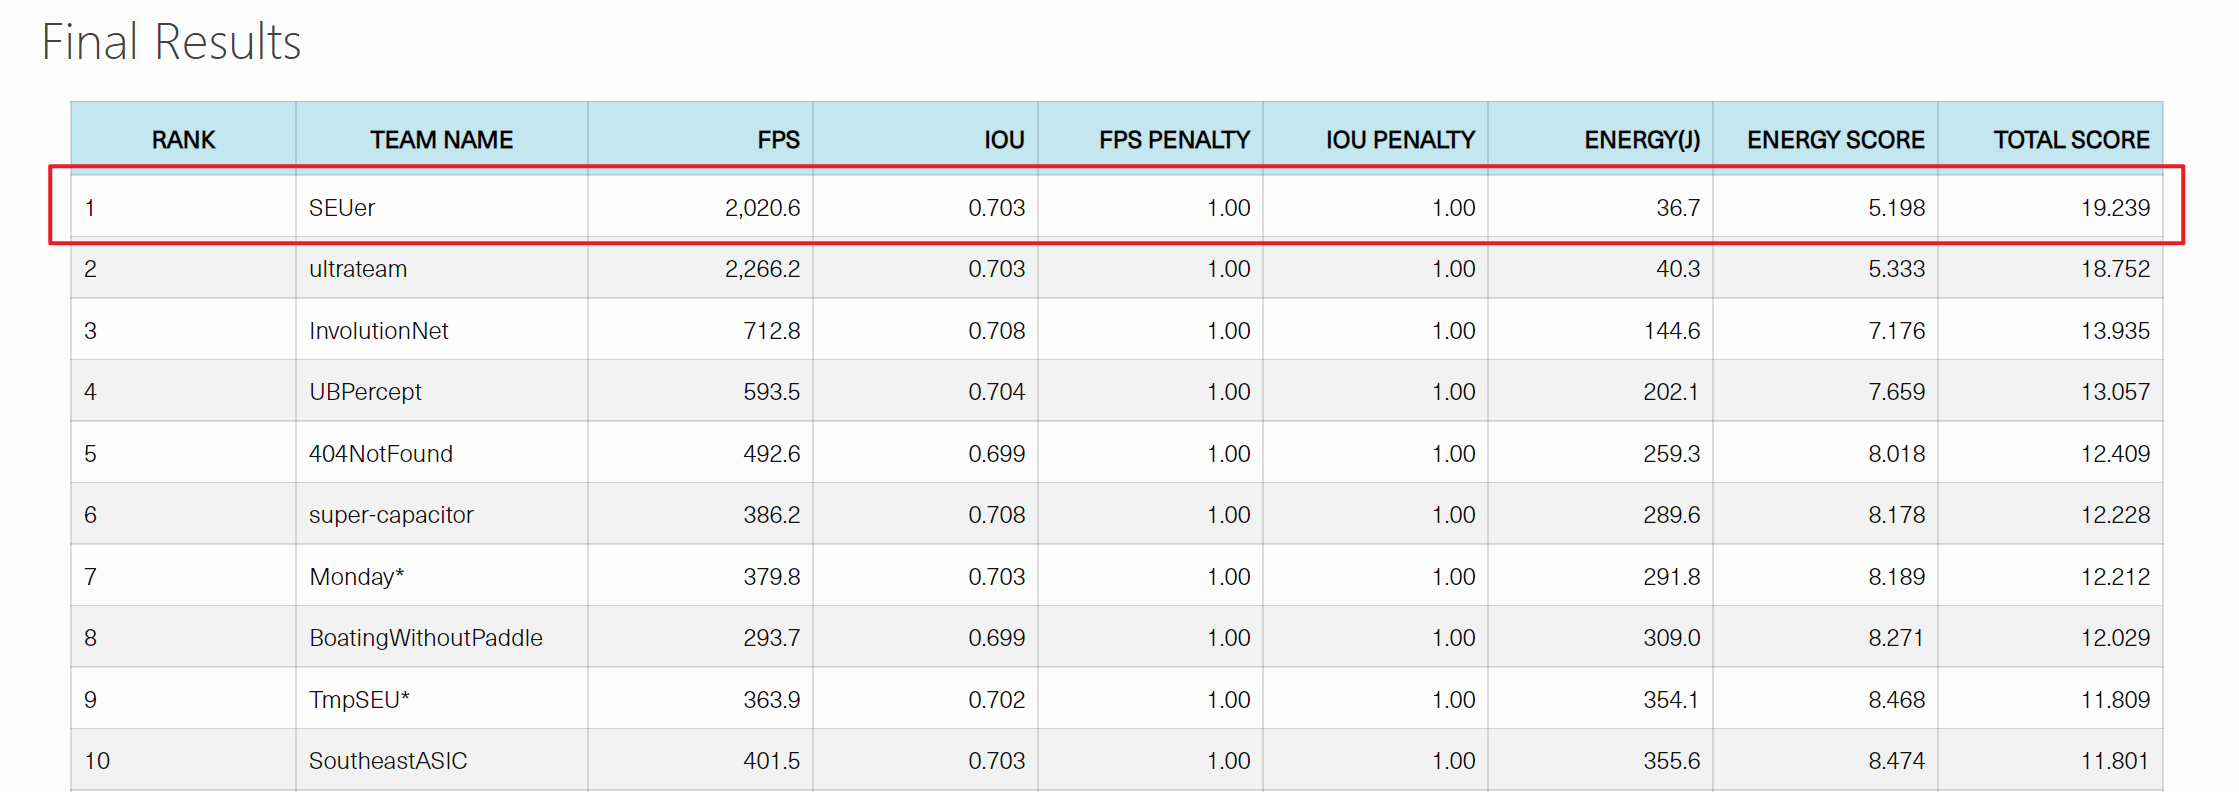 Final Results
RANK TEAM NAME FPS IOU FPS PENALTY IOU PENALTY ENERGY(J) ENERGY SCORE TOTAL SCORE
1 SEUer 2,020.6 0.703 1.00 1.00 36.7 5.198 19.239
2 ultrateam 2,266.2 0.703 1.00 1.00 40.3 5.333 18.752
3 InvolutionNet 712.8 0.708 1.00 1.00 144.6 7.176 13.935
4 UBPercept 593.5 0.704 1.00 1.00 202.1 7.659 13.057
5 404NotFound 492.6 0.699 1.00 1.00 259.3 8.018 12.409
6 super-capacitor 386.2 0.708 1.00 1.00 289.6 8.178 12.228
7 Monday* 379.8 0.703 1.00 1.00 291.8 8.189 12.212
8 BoatingWithoutPaddle 293.7 0.699 1.00 1.00 309.0 8.271 12.029
9 TmpSEU* 363.9 0.702 1.00 1.00 354.1 8.468 11.809
10 SoutheastASIC 401.5 0.703 1.00 1.00 355.6 8.474 11.801